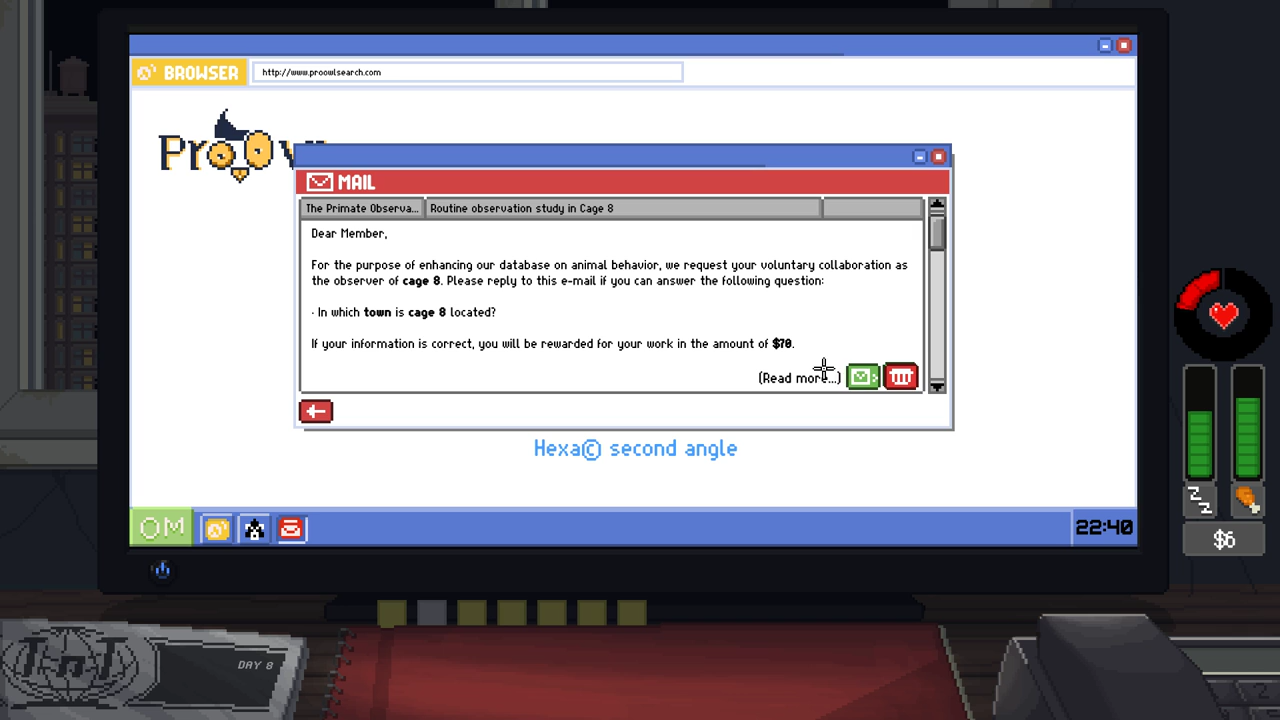 BROWSER
http://www.proowlsearch.com
MAIL
The Primate Observa... Routine observation study in Cage 8
Dear Member,
For the purpose of enhancing our database on animal behavior, we request your voluntary collaboration as
the observer of cage 8. Please reply to this e-mail if you can answer the following question:
· In which town is cage 8 located?
If your information is correct, you will be rewarded for your work in the amount of $70.
(Read more...)
Hexa© second angle
OM
22:40
$6
TnT
DAY 8